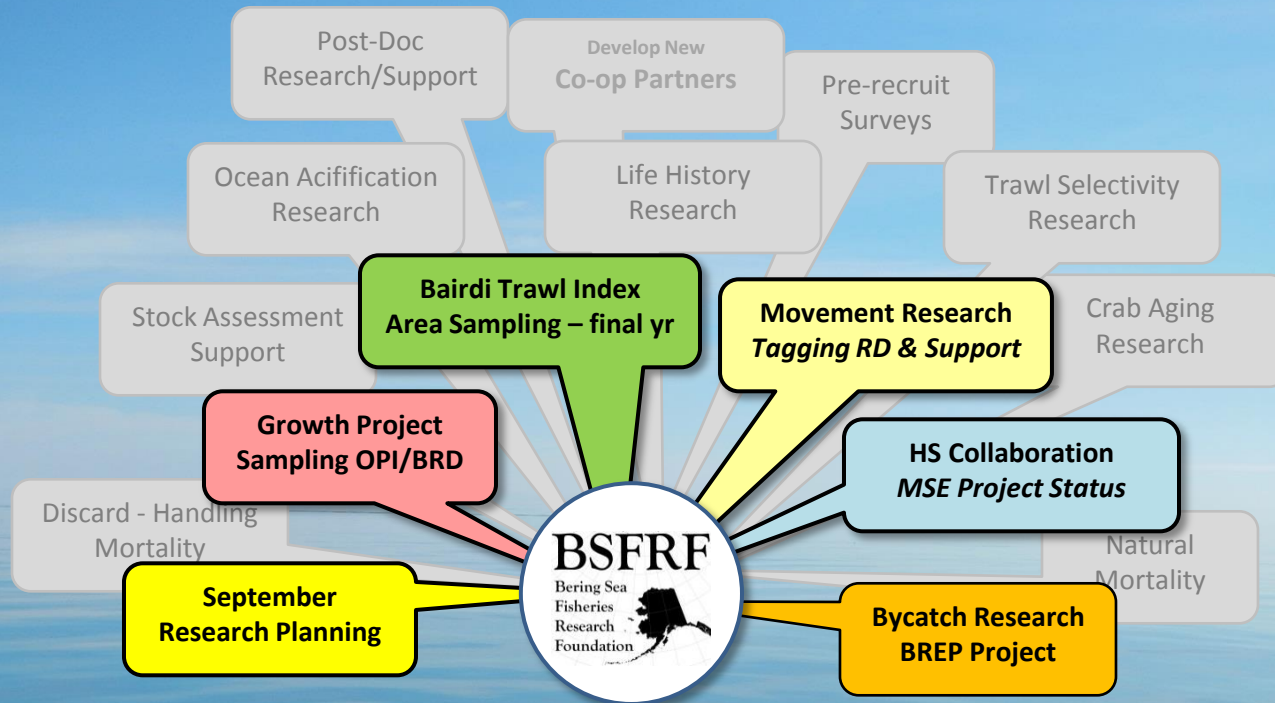 Post-Doc
Research/Support
Develop New
Co-op Partners
Pre-recruit
Surveys
Ocean Acifification
Research
Life History
Research
Trawl Selectivity
Research
Stock Assessment
Support
Bairdi Trawl Index
Area Sampling – final yr
Movement Research
Tagging RD & Support
Crab Aging
Research
Growth Project
Sampling OPI/BRD
HS Collaboration
MSE Project Status
Discard - Handling
Mortality
Natural
Mortality
September
Research Planning
BSFRF
Bering Sea
Fisheries
Research
Foundation
Bycatch Research
BREP Project